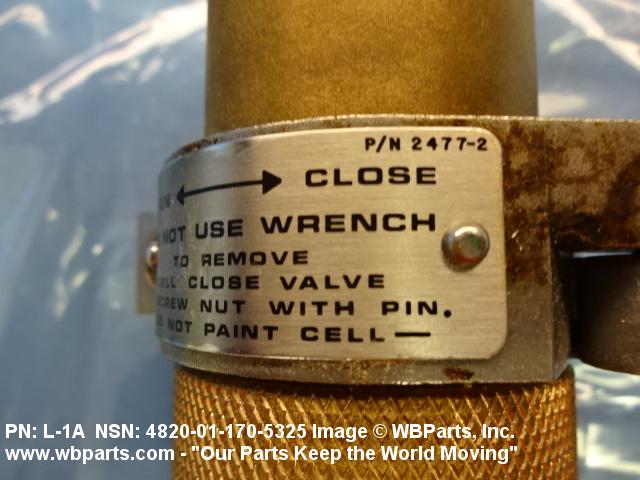 P/N 2477-2
CLOSE
NOT USE WRENCH
TO REMOVE
CLOSE VALVE
NUT WITH PIN.
NOT PAINT CELL—
PN: L-1A NSN: 4820-01-170-5325 Image © WBParts, Inc.
www.wbparts.com - "Our Parts Keep the World Moving"